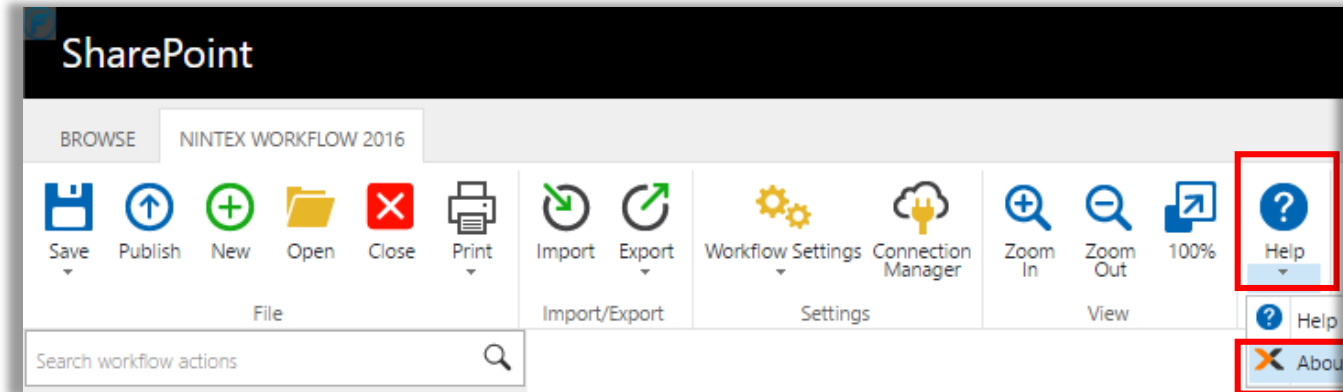 SharePoint
BROWSE NINTEX WORKFLOW 2016
Save Publish New Open Close Print Import Export Workflow Settings Connection Manager Zoom In Zoom Out 100% Help
File Import/Export Settings View
Help
Search workflow actions
Abou